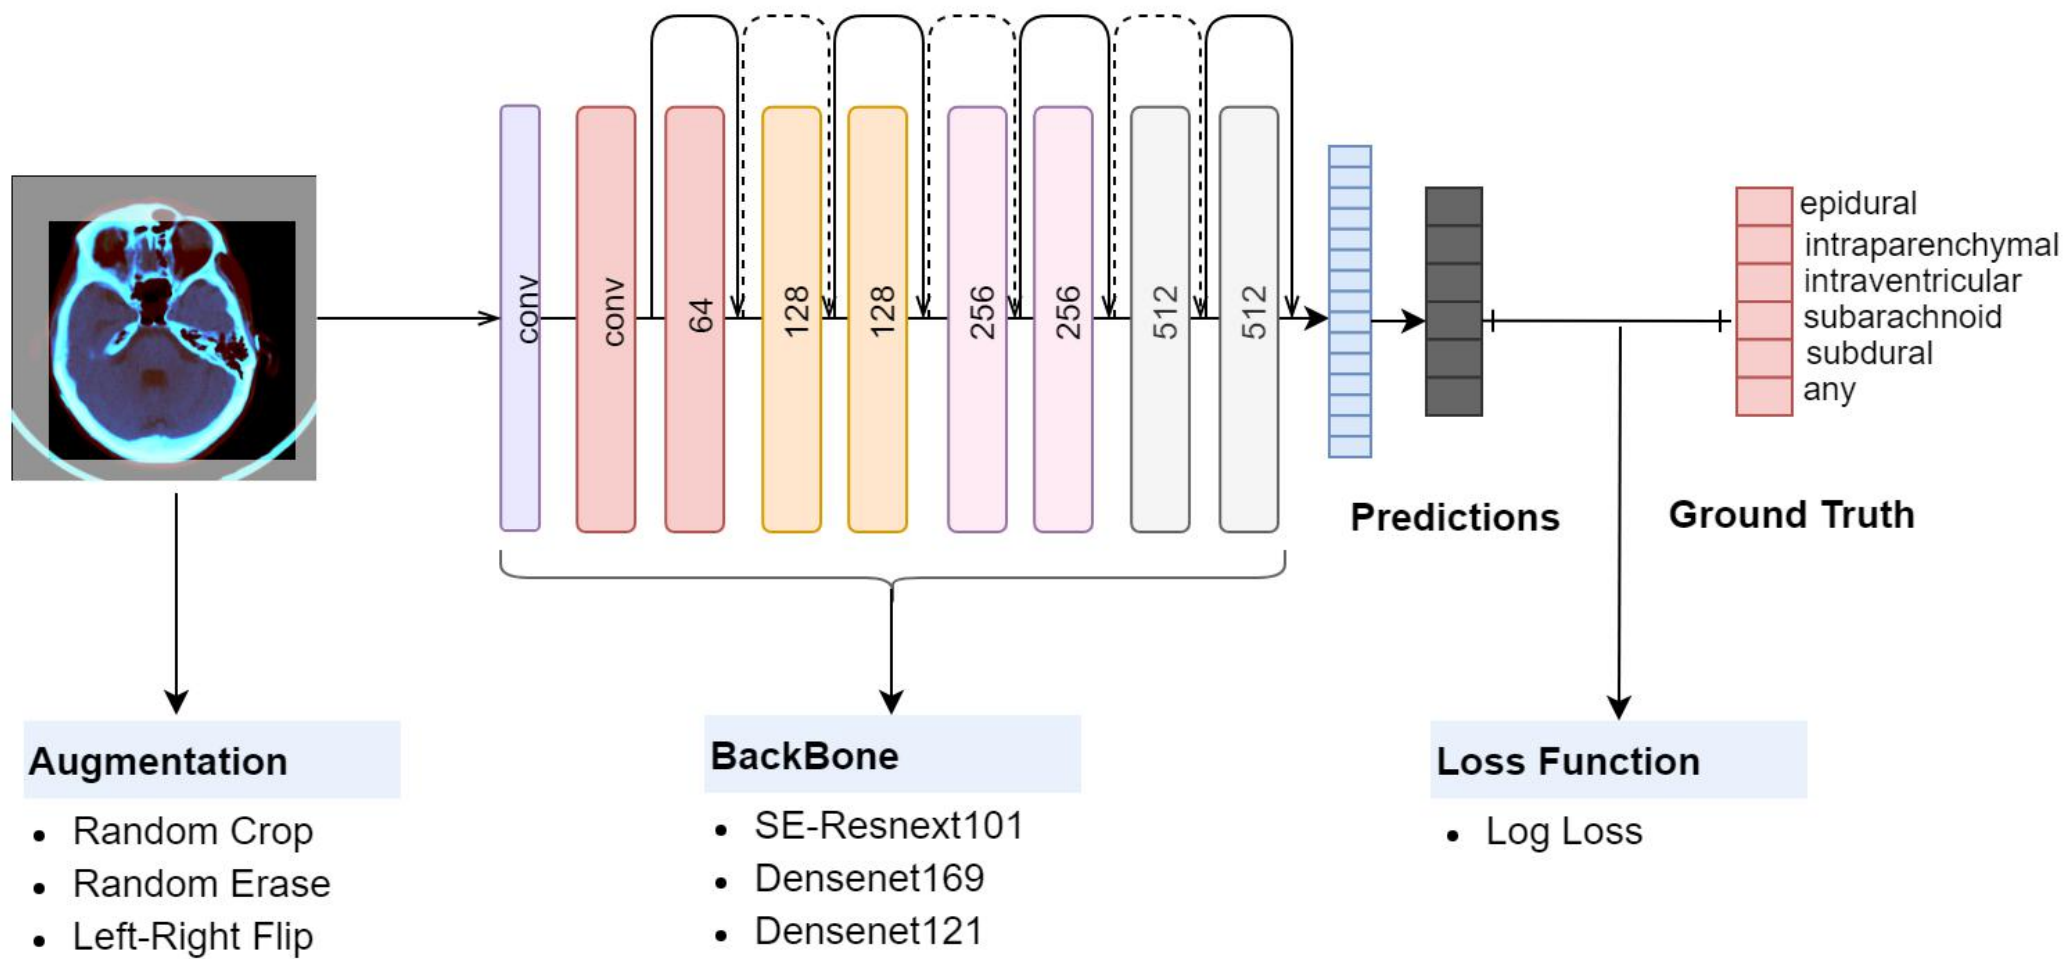 conv
conv
64
128
128
256
256
512
512
epidural
intraparenchymal
intraventricular
subarachnoid
subdural
any
Predictions
Ground Truth
Augmentation
• Random Crop
• Random Erase
• Left-Right Flip
BackBone
• SE-Resnext101
• Densenet169
• Densenet121
Loss Function
• Log Loss